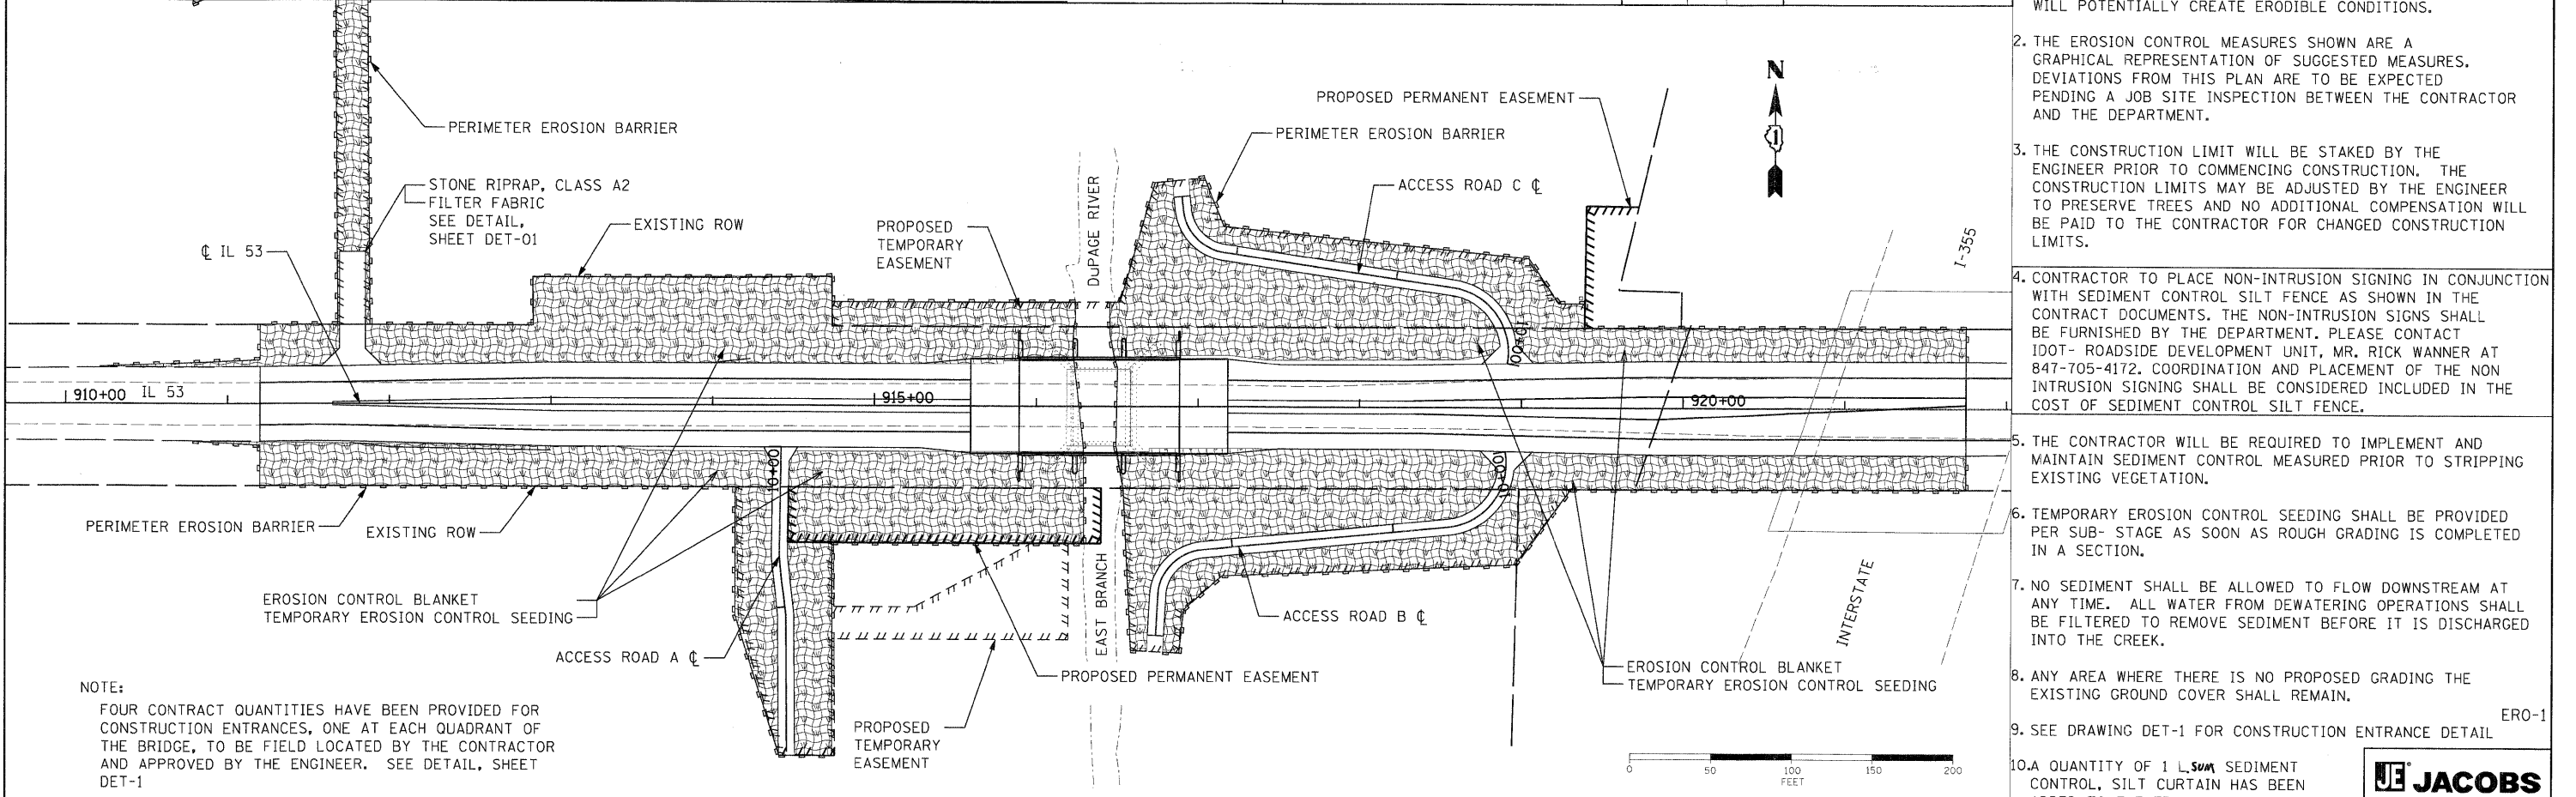 PERIMETER EROSION BARRIER
STONE RIPRAP, CLASS A2
FILTER FABRIC
SEE DETAIL,
SHEET DET-01
EXISTING ROW
℄ IL 53
PROPOSED
TEMPORARY
EASEMENT
DUPAGE RIVER
PROPOSED PERMANENT EASEMENT
PERIMETER EROSION BARRIER
ACCESS ROAD C ℄
N
1
I-355
10+00
910+00 IL 53
915+00
920+00
10+00
10+00
PERIMETER EROSION BARRIER
EXISTING ROW
EROSION CONTROL BLANKET
TEMPORARY EROSION CONTROL SEEDING
ACCESS ROAD A ℄
EAST BRANCH
ACCESS ROAD B ℄
INTERSTATE
PROPOSED PERMANENT EASEMENT
EROSION CONTROL BLANKET
TEMPORARY EROSION CONTROL SEEDING
PROPOSED
TEMPORARY
EASEMENT
NOTE:
FOUR CONTRACT QUANTITIES HAVE BEEN PROVIDED FOR
CONSTRUCTION ENTRANCES, ONE AT EACH QUADRANT OF
THE BRIDGE, TO BE FIELD LOCATED BY THE CONTRACTOR
AND APPROVED BY THE ENGINEER. SEE DETAIL, SHEET
DET-1
0 50 100 150 200
FEET
WILL POTENTIALLY CREATE ERODIBLE CONDITIONS.
2. THE EROSION CONTROL MEASURES SHOWN ARE A
GRAPHICAL REPRESENTATION OF SUGGESTED MEASURES.
DEVIATIONS FROM THIS PLAN ARE TO BE EXPECTED
PENDING A JOB SITE INSPECTION BETWEEN THE CONTRACTOR
AND THE DEPARTMENT.
3. THE CONSTRUCTION LIMIT WILL BE STAKED BY THE
ENGINEER PRIOR TO COMMENCING CONSTRUCTION. THE
CONSTRUCTION LIMITS MAY BE ADJUSTED BY THE ENGINEER
TO PRESERVE TREES AND NO ADDITIONAL COMPENSATION WILL
BE PAID TO THE CONTRACTOR FOR CHANGED CONSTRUCTION
LIMITS.
4. CONTRACTOR TO PLACE NON-INTRUSION SIGNING IN CONJUNCTION
WITH SEDIMENT CONTROL SILT FENCE AS SHOWN IN THE
CONTRACT DOCUMENTS. THE NON-INTRUSION SIGNS SHALL
BE FURNISHED BY THE DEPARTMENT. PLEASE CONTACT
IDOT- ROADSIDE DEVELOPMENT UNIT, MR. RICK WANNER AT
847-705-4172. COORDINATION AND PLACEMENT OF THE NON
INTRUSION SIGNING SHALL BE CONSIDERED INCLUDED IN THE
COST OF SEDIMENT CONTROL SILT FENCE.
5. THE CONTRACTOR WILL BE REQUIRED TO IMPLEMENT AND
MAINTAIN SEDIMENT CONTROL MEASURED PRIOR TO STRIPPING
EXISTING VEGETATION.
6. TEMPORARY EROSION CONTROL SEEDING SHALL BE PROVIDED
PER SUB- STAGE AS SOON AS ROUGH GRADING IS COMPLETED
IN A SECTION.
7. NO SEDIMENT SHALL BE ALLOWED TO FLOW DOWNSTREAM AT
ANY TIME. ALL WATER FROM DEWATERING OPERATIONS SHALL
BE FILTERED TO REMOVE SEDIMENT BEFORE IT IS DISCHARGED
INTO THE CREEK.
8. ANY AREA WHERE THERE IS NO PROPOSED GRADING THE
EXISTING GROUND COVER SHALL REMAIN.
ERO-1
9. SEE DRAWING DET-1 FOR CONSTRUCTION ENTRANCE DETAIL
10. A QUANTITY OF 1 L SUM SEDIMENT
CONTROL, SILT CURTAIN HAS BEEN
JE JACOBS